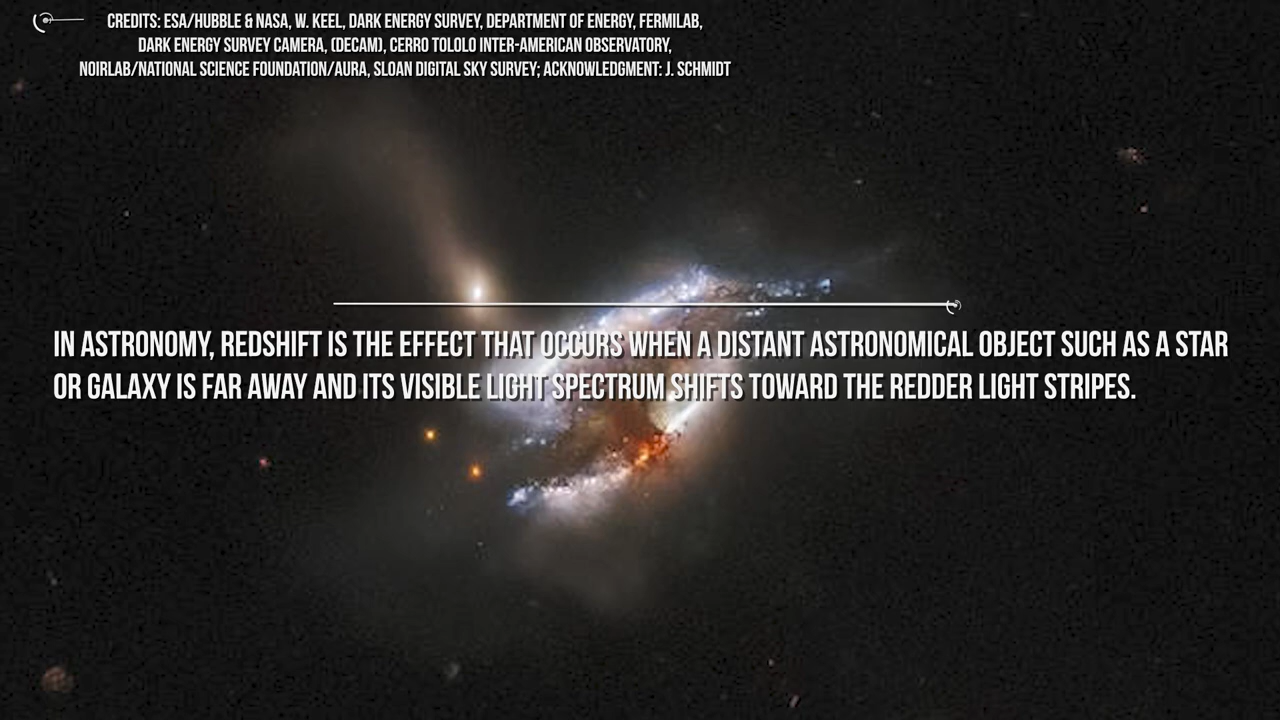 CREDITS: ESA/HUBBLE & NASA, W. KEEL, DARK ENERGY SURVEY, DEPARTMENT OF ENERGY, FERMILAB,
DARK ENERGY SURVEY CAMERA, (DECAM), CERRO TOLOLO INTER-AMERICAN OBSERVATORY,
NOIRLAB/NATIONAL SCIENCE FOUNDATION/AURA, SLOAN DIGITAL SKY SURVEY; ACKNOWLEDGMENT: J. SCHMIDT
IN ASTRONOMY, REDSHIFT IS THE EFFECT THAT OCCURS WHEN A DISTANT ASTRONOMICAL OBJECT SUCH AS A STAR
OR GALAXY IS FAR AWAY AND ITS VISIBLE LIGHT SPECTRUM SHIFTS TOWARD THE REDDER LIGHT STRIPES.